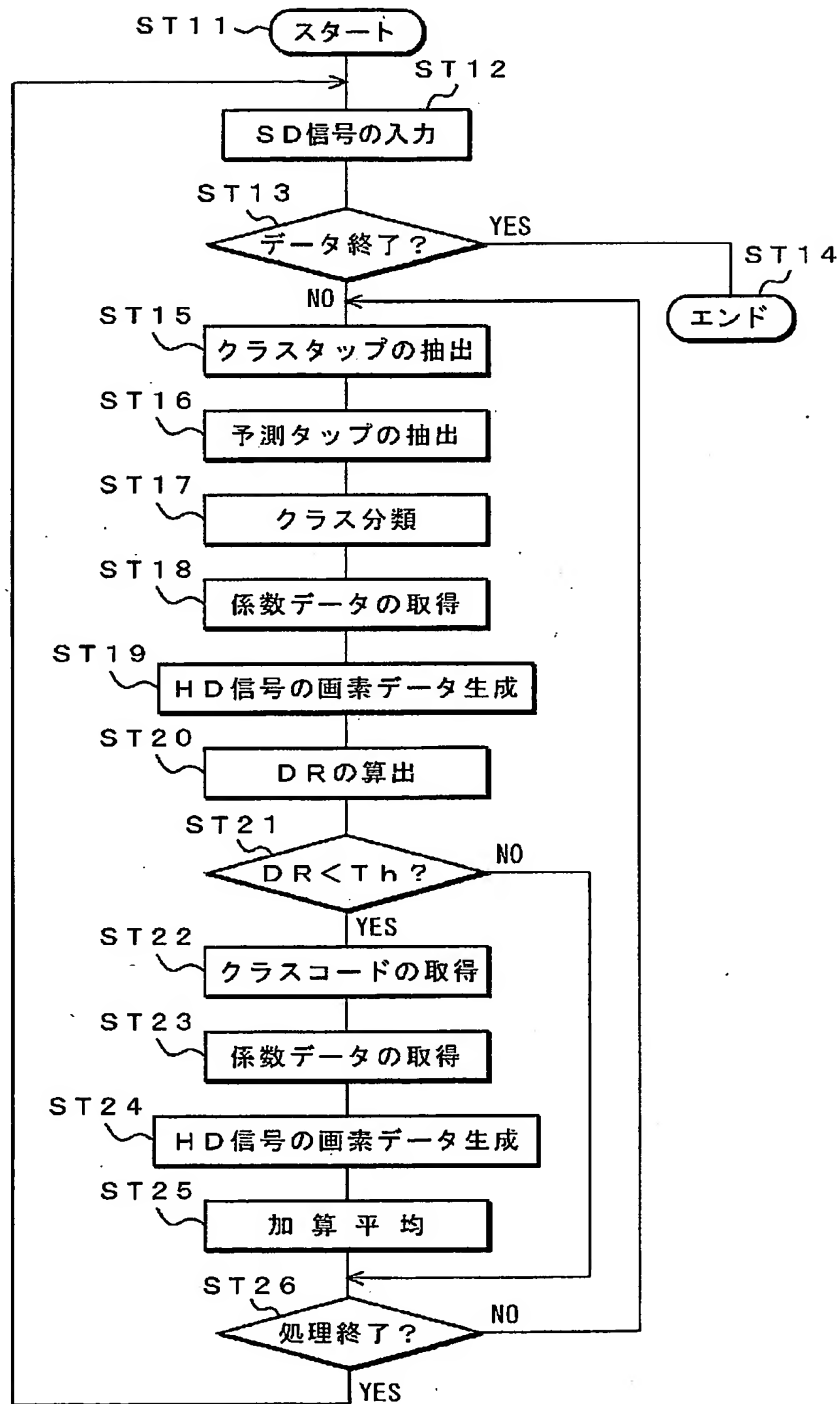 ST11
スタート
ST12
SD信号の入力
ST13
データ終了?
YES
ST14
エンド
NO
ST15
クラスタップの抽出
ST16
予測タップの抽出
ST17
クラス分類
ST18
係数データの取得
ST19
HD信号の画素データ生成
ST20
DRの算出
ST21
DR<Th?
NO
YES
ST22
クラスコードの取得
ST23
係数データの取得
ST24
HD信号の画素データ生成
ST25
加算平均
ST26
処理終了?
NO
YES